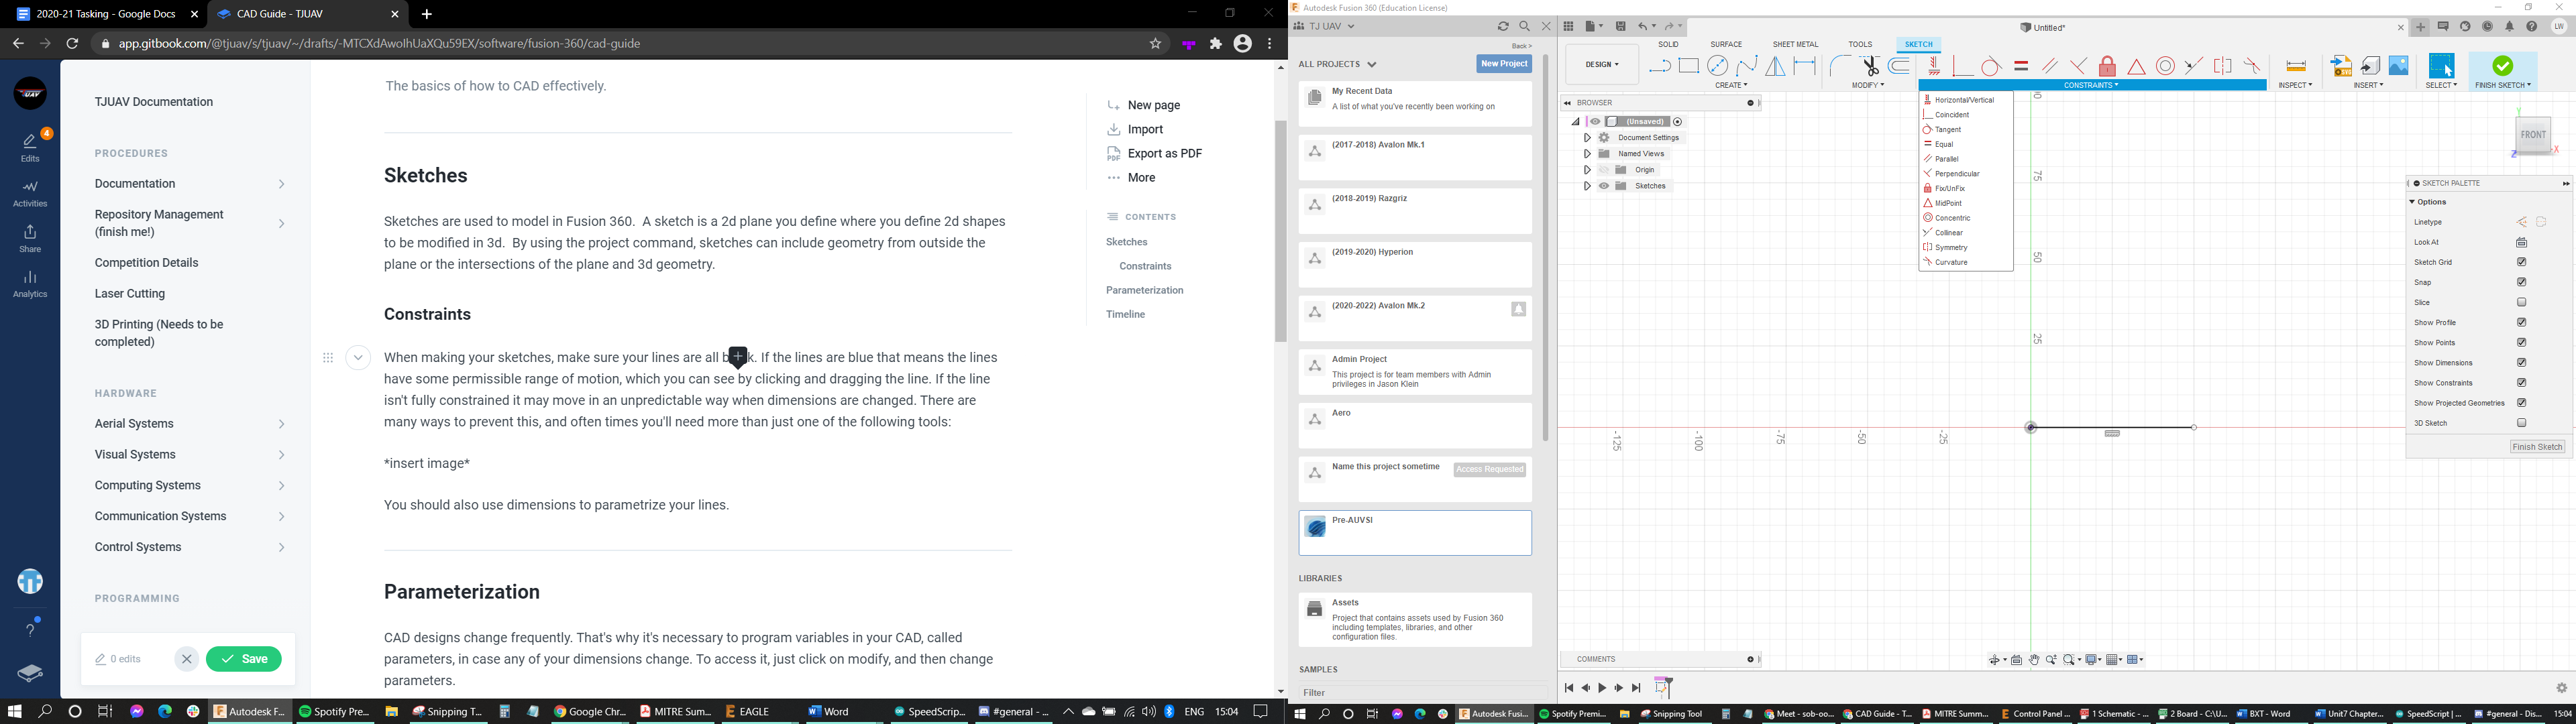 2020-21 Tasking - Google Docs
CAD Guide - TJUAV
app.gitbook.com/@tjuav/s/tjuav/~/drafts/-MTCXdAwoIhUaXQu59EX/software/fusion-360/cad-guide
UAV
4
Edits
Activities
Share
Analytics
TJUAV Documentation
PROCEDURES
Documentation
Repository Management
(finish me!)
Competition Details
Laser Cutting
3D Printing (Needs to be
completed)
HARDWARE
Aerial Systems
Visual Systems
Computing Systems
Communication Systems
Control Systems
PROGRAMMING
0 edits
Save
The basics of how to CAD effectively.
Sketches
Sketches are used to model in Fusion 360.  A sketch is a 2d plane you define where you define 2d shapes
to be modified in 3d.  By using the project command, sketches can include geometry from outside the
plane or the intersections of the plane and 3d geometry.
Constraints
When making your sketches, make sure your lines are all b k. If the lines are blue that means the lines
have some permissible range of motion, which you can see by clicking and dragging the line. If the line
isn't fully constrained it may move in an unpredictable way when dimensions are changed. There are
many ways to prevent this, and often times you'll need more than just one of the following tools:
*insert image*
You should also use dimensions to parametrize your lines.
Parameterization
CAD designs change frequently. That's why it's necessary to program variables in your CAD, called
parameters, in case any of your dimensions change. To access it, just click on modify, and then change
parameters.
New page
Import
PDF Export as PDF
More
CONTENTS
Sketches
Constraints
Parameterization
Timeline
Autodesk F...
Spotify Pre...
Snipping T...
Google Chr...
MITRE Sum...
EAGLE
Word
SpeedScrip...
#general - ...
ENG
15:04
Autodesk Fusion 360 (Education License)
TJ UAV
Back >
ALL PROJECTS
New Project
My Recent Data
A list of what you've recently been working on
(2017-2018) Avalon Mk.1
(2018-2019) Razgriz
(2019-2020) Hyperion
(2020-2022) Avalon Mk.2
Admin Project
This project is for team members with Admin
privileges in Jason Klein
Aero
Name this project sometime
Access Requested
Pre-AUVSI
LIBRARIES
Assets
Project that contains assets used by Fusion 360
including templates, libraries, and other
configuration files.
SAMPLES
Filter
Untitled*
LW
DESIGN
SOLID
SURFACE
SHEET METAL
TOOLS
SKETCH
CREATE
MODIFY
CONSTRAINTS
INSPECT
INSERT
SELECT
FINISH SKETCH
BROWSER
(Unsaved)
Document Settings
Named Views
Origin
Sketches
Horizontal/Vertical
Coincident
Tangent
Equal
Parallel
Perpendicular
Fix/UnFix
MidPoint
Concentric
Collinear
Symmetry
Curvature
75
50
25
-125
-100
-75
-50
-25
Y
FRONT
Z
X
SKETCH PALETTE
Options
Linetype
Look At
Sketch Grid
Snap
Slice
Show Profile
Show Points
Show Dimensions
Show Constraints
Show Projected Geometries
3D Sketch
Finish Sketch
COMMENTS
Autodesk Fusi...
Spotify Premi...
Snipping Tool
Meet - sob-oo...
CAD Guide - T...
MITRE Summ...
Control Panel ...
1 Schematic - ...
2 Board - C:\U...
BXT - Word
Unit7 Chapter...
SpeedScript | ...
#general - Dis...
15:04